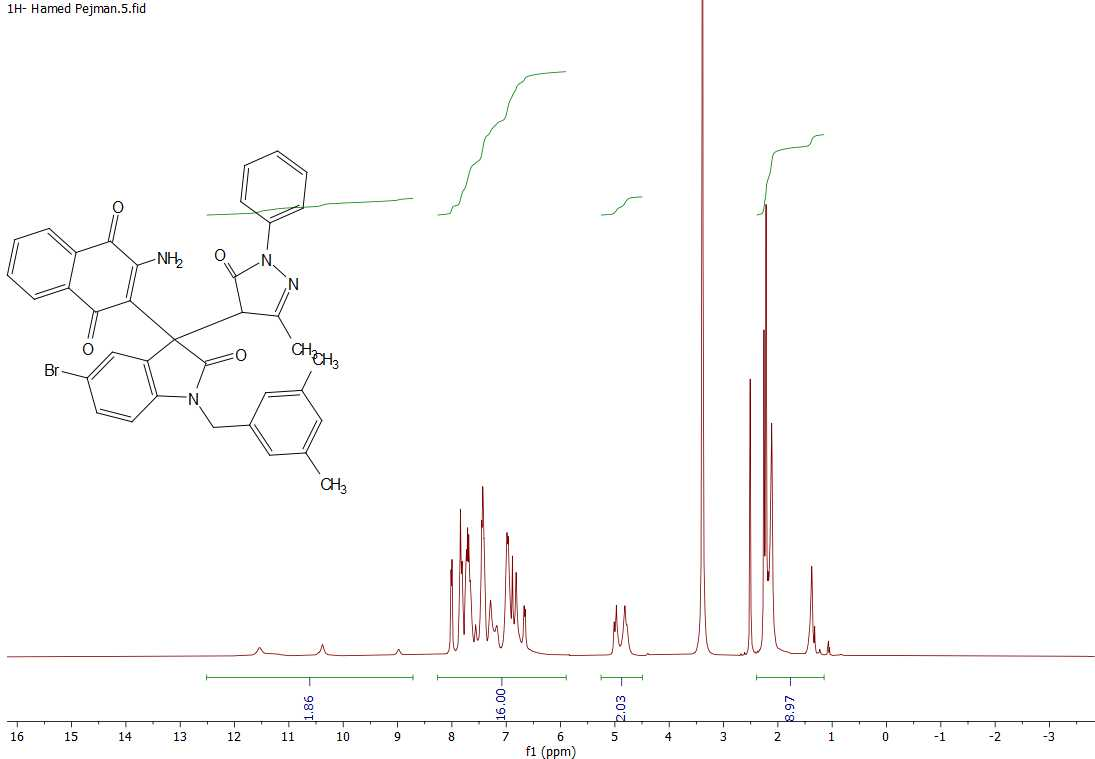 1H- Hamed Pejman.5.fid
O
NH2
O
N
N
O
CH3
CH3
O
Br
N
CH3
1.86
16.00
2.03
8.97
16 15 14 13 12 11 10 9 8 7 6 5 4 3 2 1 0 -1 -2 -3
f1 (ppm)